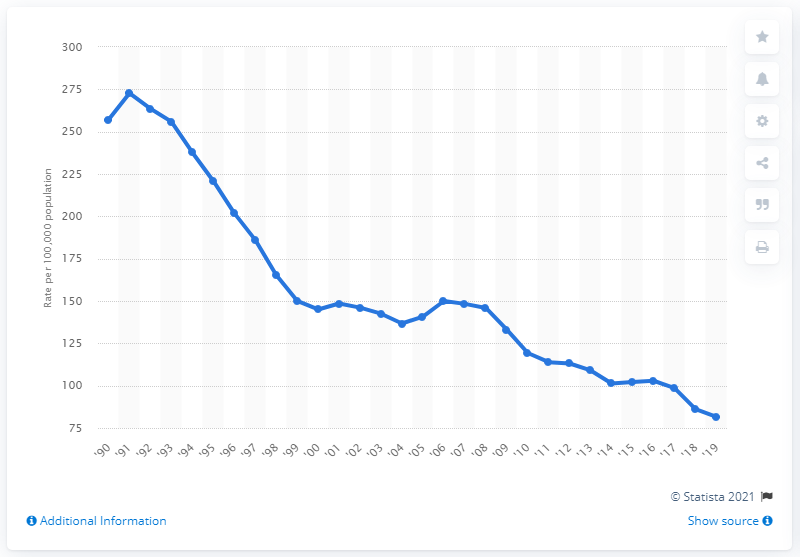 300
275
250
225
200
175
150
125
100
75
Rate per 100,000 population
'90 '91 '92 '93 '94 '95 '96 '97 '98 '99 '00 '01 '02 '03 '04 '05 '06 '07 '08 '09 '10 '11 '12 '13 '14 '15 '16 '17 '18 '19
© Statista 2021
Additional Information
Show source